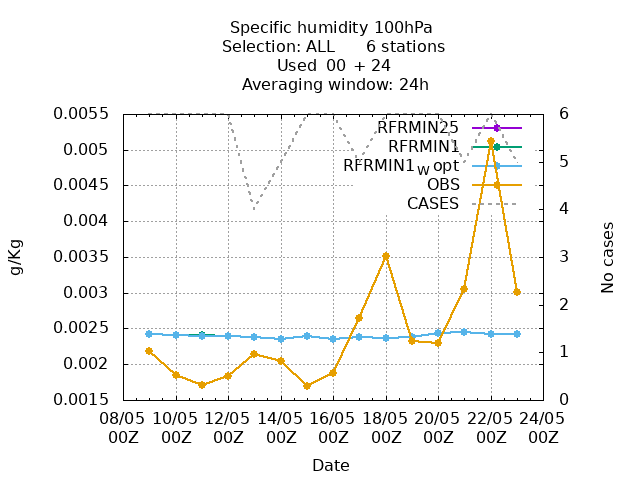 Specific humidity 100hPa
Selection: ALL      6 stations
Used  00  + 24
Averaging window: 24h
0.0055
0.005
0.0045
0.004
0.0035
0.003
0.0025
0.002
0.0015
g/Kg
6
5
4
3
2
1
0
No cases
RFRMIN25
RFRMIN1
RFRMIN1_w opt
OBS
CASES
08/05 10/05 12/05 14/05 16/05 18/05 20/05 22/05 24/05
00Z 00Z 00Z 00Z 00Z 00Z 00Z 00Z 00Z
Date